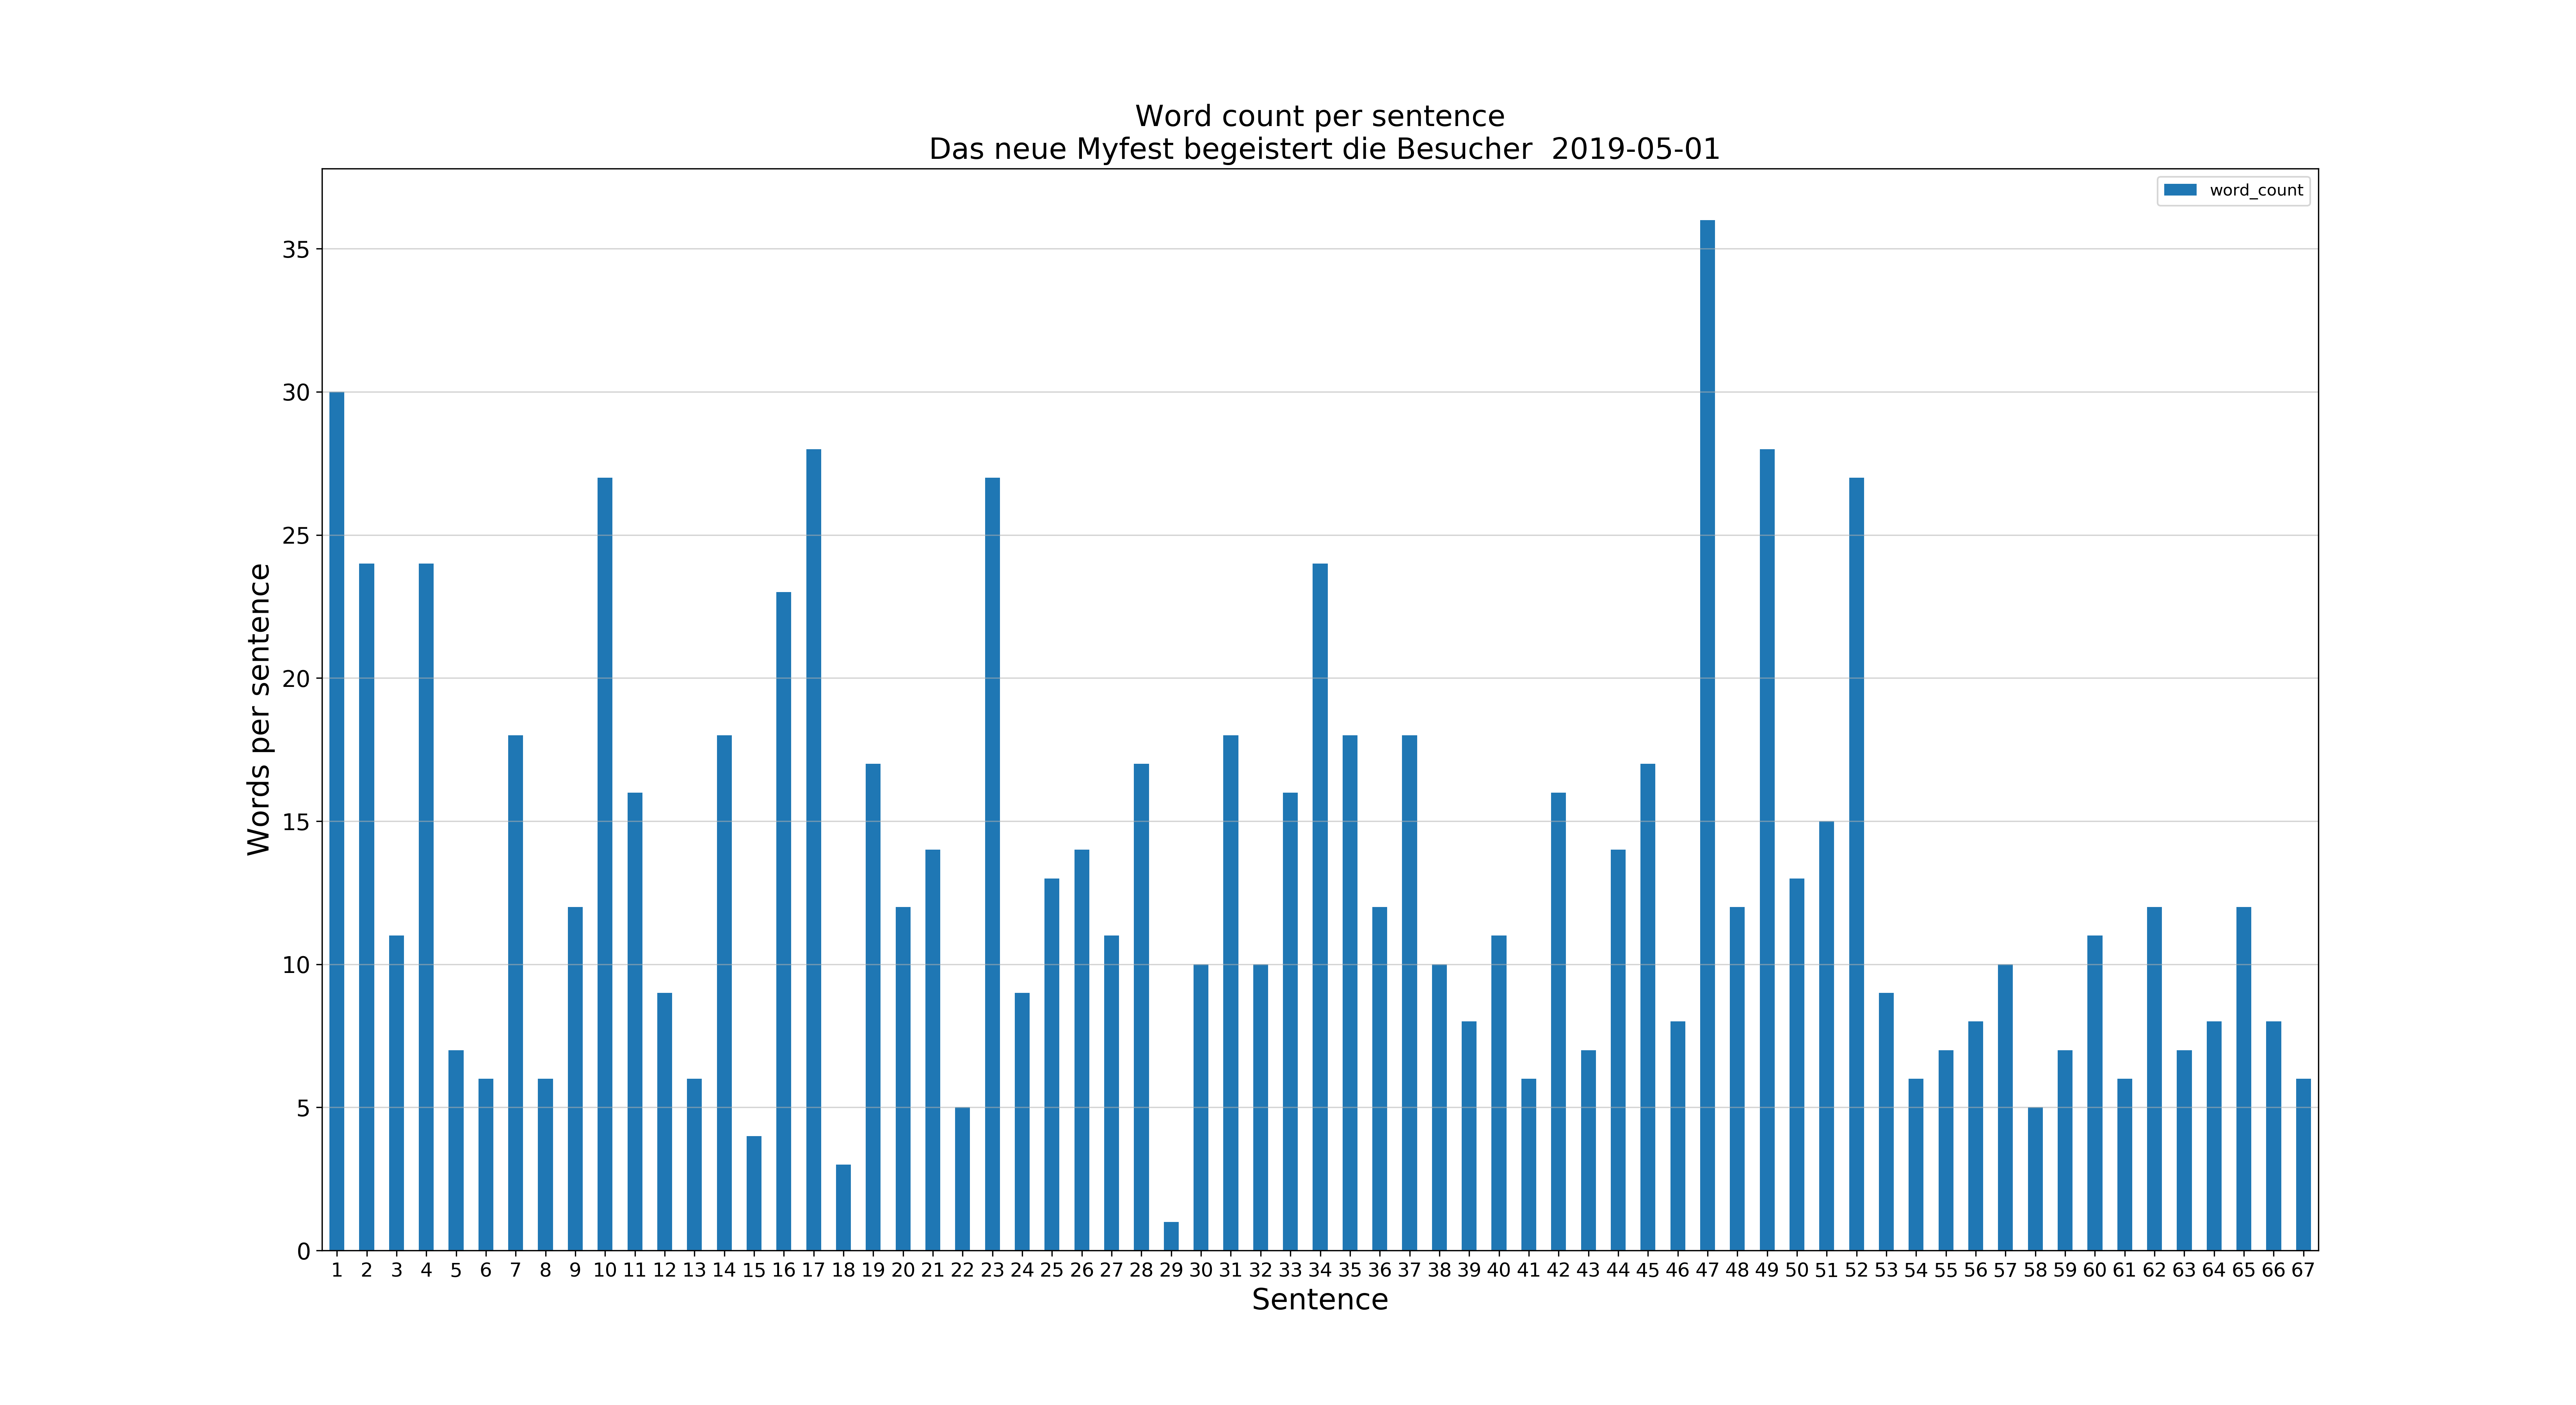 Word count per sentence
Das neue Myfest begeistert die Besucher  2019-05-01
word_count
35
30
25
20
15
10
5
0
Words per sentence
1 2 3 4 5 6 7 8 9 10 11 12 13 14 15 16 17 18 19 20 21 22 23 24 25 26 27 28 29 30 31 32 33 34 35 36 37 38 39 40 41 42 43 44 45 46 47 48 49 50 51 52 53 54 55 56 57 58 59 60 61 62 63 64 65 66 67
Sentence